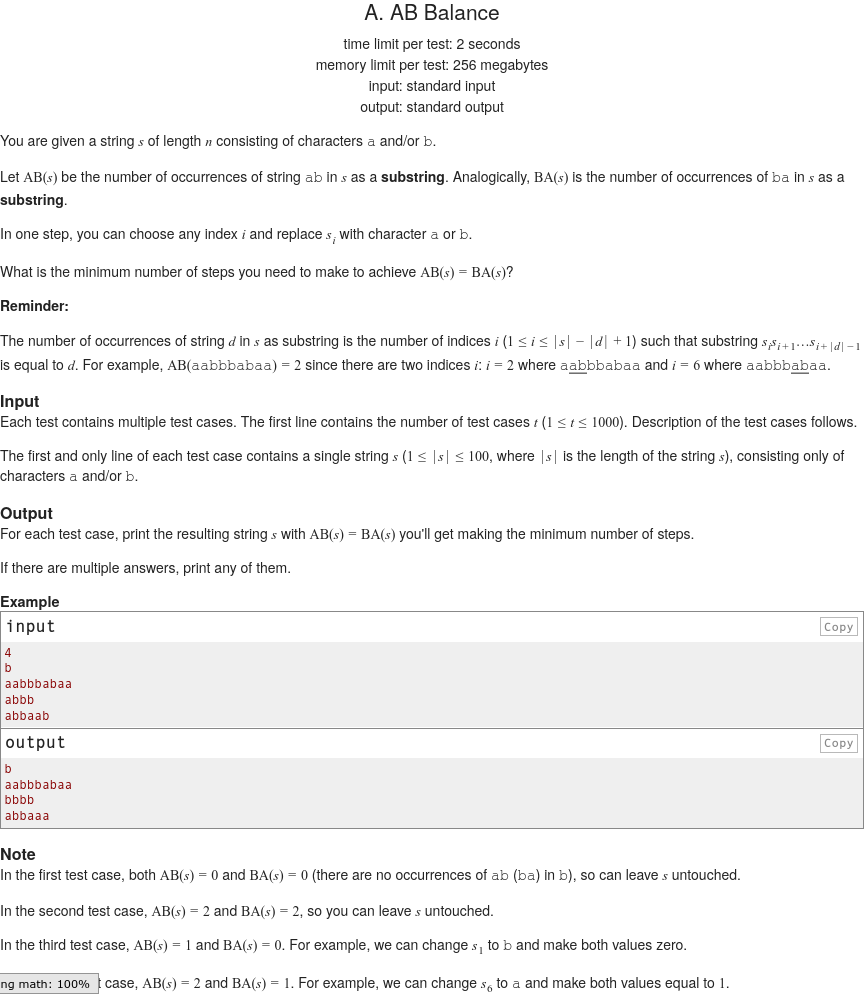 A. AB Balance
time limit per test: 2 seconds
memory limit per test: 256 megabytes
input: standard input
output: standard output
You are given a string s of length n consisting of characters a and/or b.
Let AB(s) be the number of occurrences of string ab in s as a substring. Analogically, BA(s) is the number of occurrences of ba in s as a
substring.
In one step, you can choose any index i and replace s_i with character a or b.
What is the minimum number of steps you need to make to achieve AB(s) = BA(s)?
Reminder:
The number of occurrences of string d in s as substring is the number of indices i (1 ≤ i ≤ |s| − |d| + 1) such that substring s_i s_{i+1}…s_{i+|d|−1}
is equal to d. For example, AB(aabbbabaa) = 2 since there are two indices i: i = 2 where aabbbabaa and i = 6 where aabbbabaa.
Input
Each test contains multiple test cases. The first line contains the number of test cases t (1 ≤ t ≤ 1000). Description of the test cases follows.
The first and only line of each test case contains a single string s (1 ≤ |s| ≤ 100, where |s| is the length of the string s), consisting only of
characters a and/or b.
Output
For each test case, print the resulting string s with AB(s) = BA(s) you'll get making the minimum number of steps.
If there are multiple answers, print any of them.
Example
input Copy
4
b
aabbbabaa
abbb
abbaab
output Copy
b
aabbbabaa
bbbb
abbaaa
Note
In the first test case, both AB(s) = 0 and BA(s) = 0 (there are no occurrences of ab (ba) in b), so can leave s untouched.
In the second test case, AB(s) = 2 and BA(s) = 2, so you can leave s untouched.
In the third test case, AB(s) = 1 and BA(s) = 0. For example, we can change s_1 to b and make both values zero.
ng math: 100% case, AB(s) = 2 and BA(s) = 1. For example, we can change s_6 to a and make both values equal to 1.